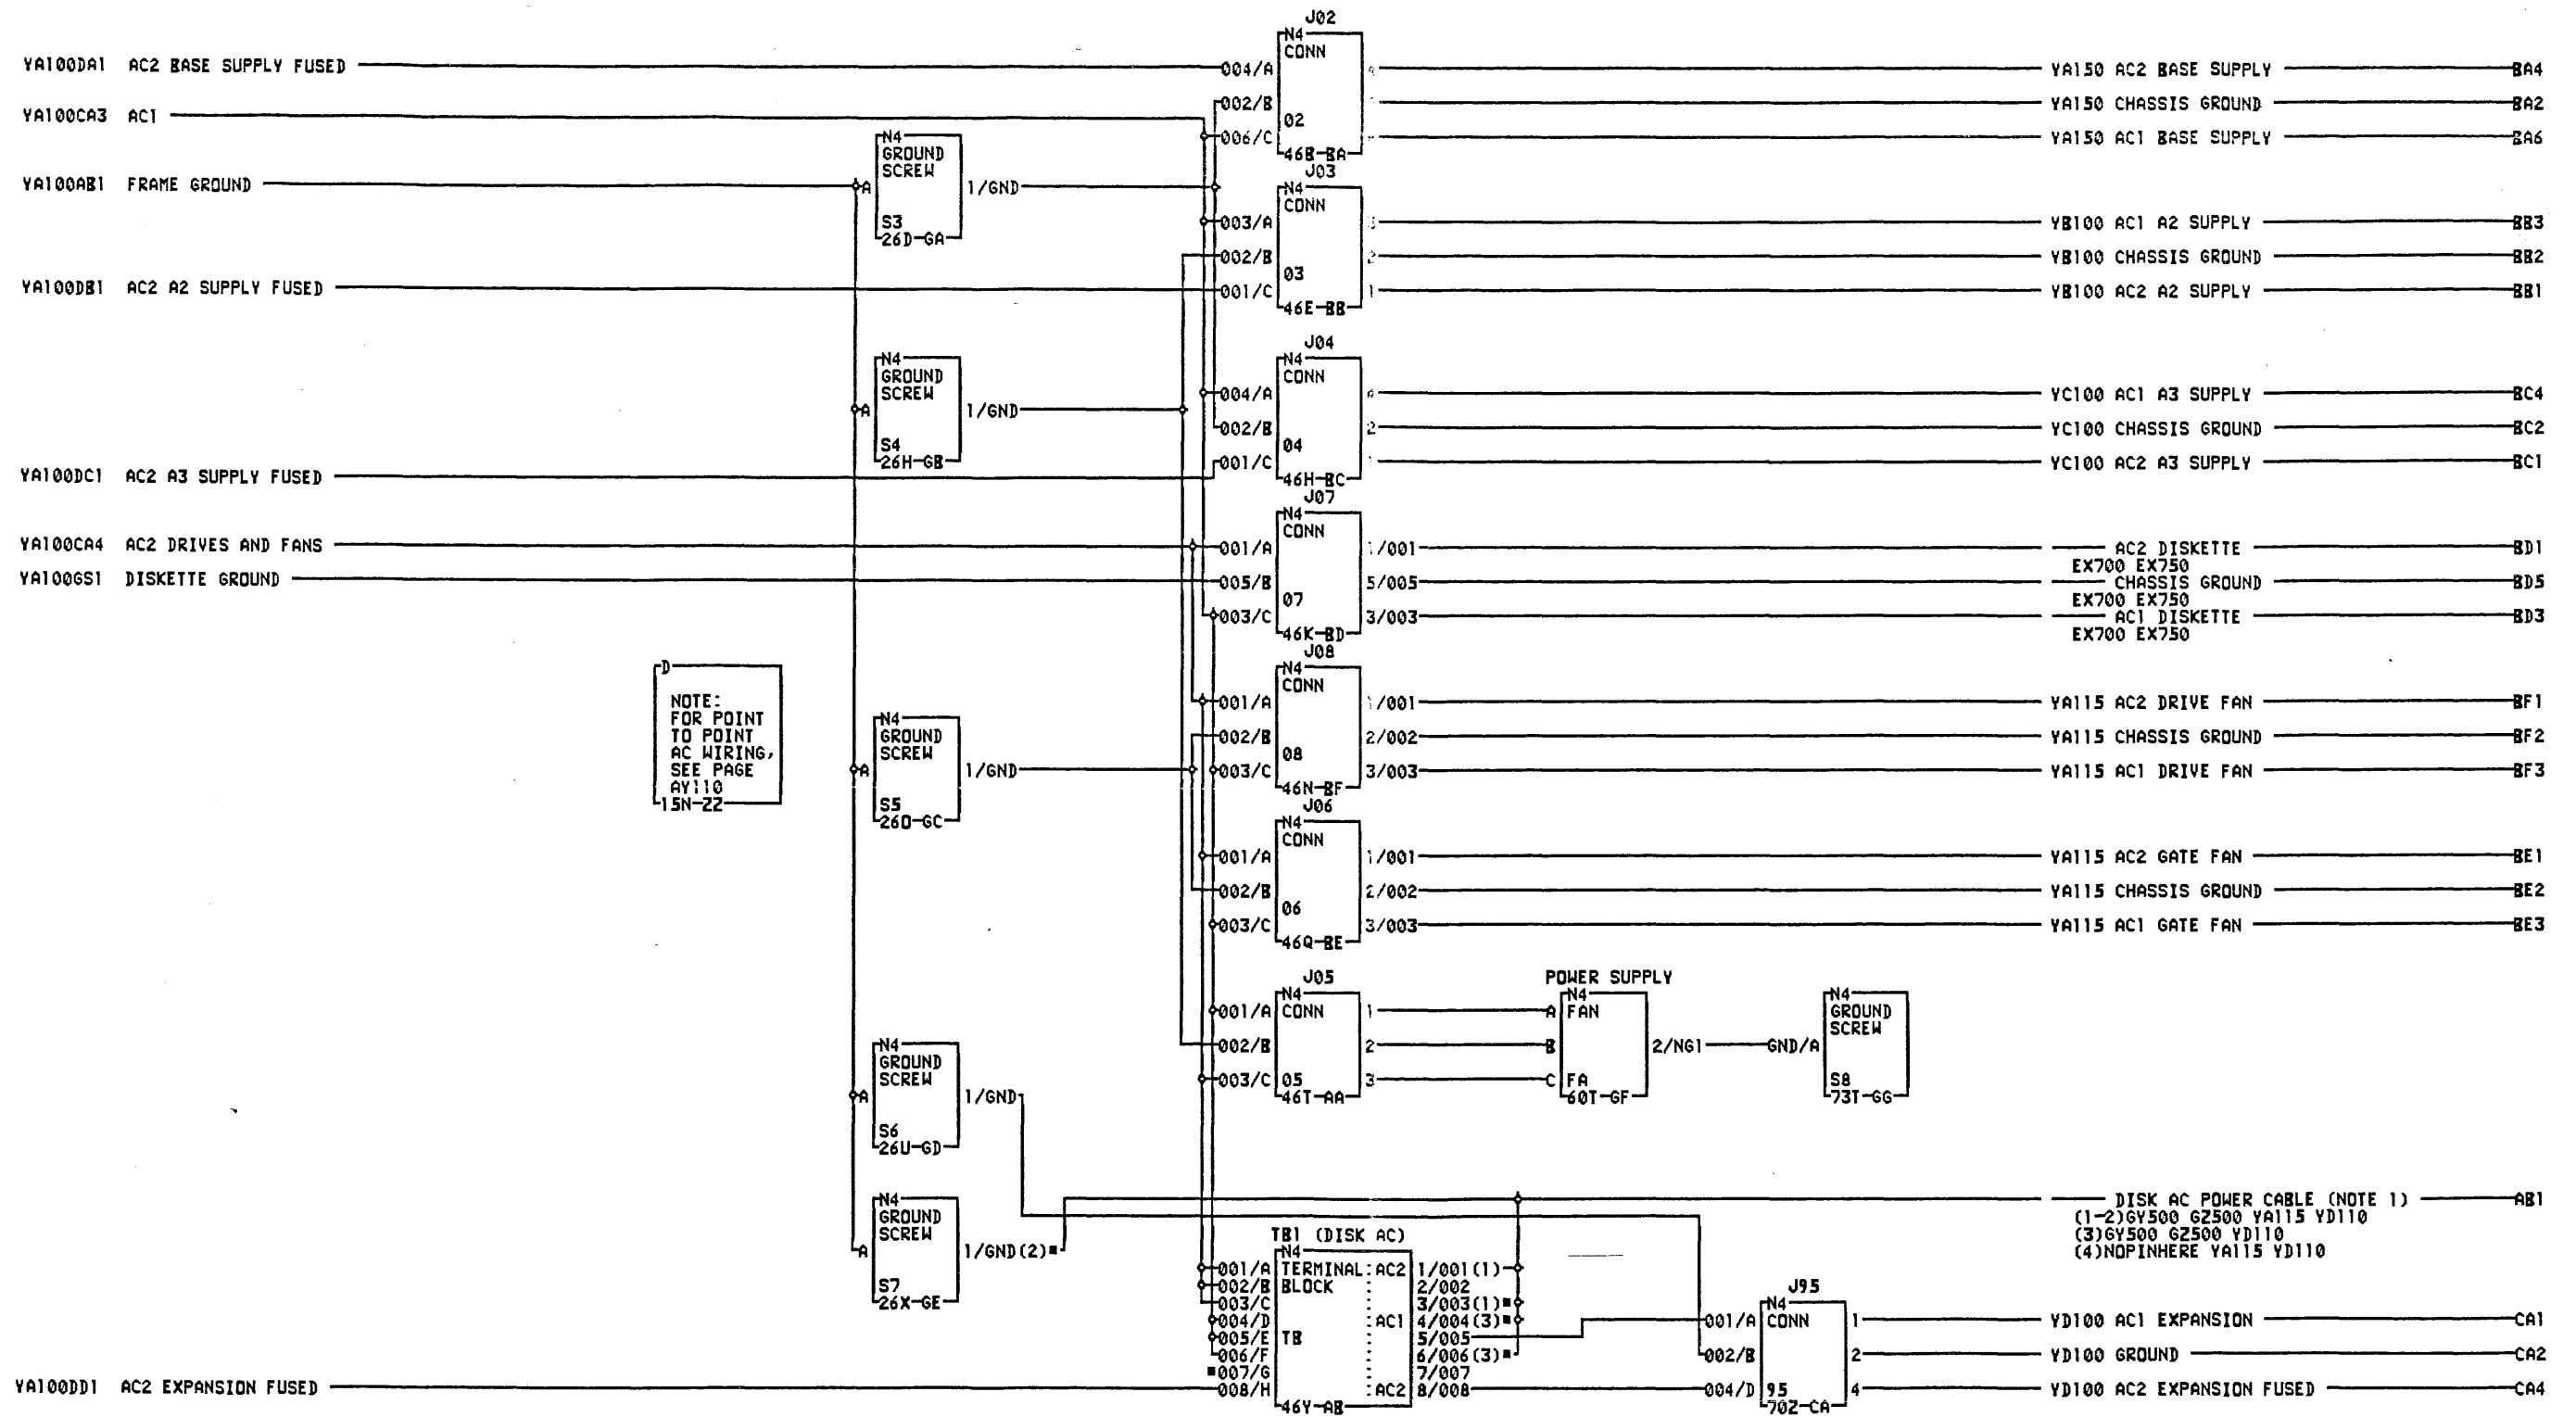 J02
N4
CONN
YA100DA1 AC2 BASE SUPPLY FUSED 004/A YA150 AC2 BASE SUPPLY BA4
002/B YA150 CHASSIS GROUND BA2
YA100CA3 AC1
02
006/C YA150 AC1 BASE SUPPLY BA6
46B-BA
N4
GROUND
SCREW
YA100AB1 FRAME GROUND A 1/GND
S3
26D-GA
J03
N4
CONN
003/A YB100 AC1 A2 SUPPLY BB3
002/B 2 YB100 CHASSIS GROUND BB2
03
YA100DB1 AC2 A2 SUPPLY FUSED 001/C 1 YB100 AC2 A2 SUPPLY BB1
46E-BB
N4
GROUND
SCREW
A 1/GND
S4
26H-GB
J04
N4
CONN
004/A YC100 AC1 A3 SUPPLY BC4
002/B 2 YC100 CHASSIS GROUND BC2
04
001/C YC100 AC2 A3 SUPPLY BC1
YA100DC1 AC2 A3 SUPPLY FUSED
46H-BC
J07
N4
CONN
YA100CA4 AC2 DRIVES AND FANS 001/A 1/001 AC2 DISKETTE BD1
EX700 EX750
YA100GS1 DISKETTE GROUND 005/B 5/005 CHASSIS GROUND BD5
EX700 EX750
07
003/C 3/003 AC1 DISKETTE BD3
EX700 EX750
46K-BD
D
NOTE:
FOR POINT
TO POINT
AC WIRING,
SEE PAGE
AY110
15N-22
N4
GROUND
SCREW
A 1/GND
S5
26O-GC
J08
N4
CONN
001/A 1/001 YA115 AC2 DRIVE FAN BF1
002/B 2/002 YA115 CHASSIS GROUND BF2
08
003/C 3/003 YA115 AC1 DRIVE FAN BF3
46N-BF
J06
N4
CONN
001/A 1/001 YA115 AC2 GATE FAN BE1
002/B 2/002 YA115 CHASSIS GROUND BE2
06
003/C 3/003 YA115 AC1 GATE FAN BE3
46Q-BE
J05 POWER SUPPLY
N4 N4 N4
001/A CONN 1 A FAN GROUND
SCREW
002/B 2 B 2/NG1 GND/A
003/C 05 3 C FA S8
46T-AA 60T-GF 73T-GG
N4
GROUND
SCREW
A 1/GND
S6
26U-GD
N4
GROUND
SCREW
A 1/GND(2)■
S7
26X-GE
DISK AC POWER CABLE (NOTE 1) AB1
(1-2)GY500 GZ500 YA115 YD110
(3)GY500 GZ500 YD110
(4)NOPINHERE YA115 YD110
TB1 (DISK AC)
N4
001/A TERMINAL:AC2 1/001(1)
002/B BLOCK : 2/002
003/C : 3/003(1)■
004/D :AC1 4/004(3)■
005/E TB : 5/005
006/F : 6/006(3)■
■007/G : 7/007
YA100DD1 AC2 EXPANSION FUSED 008/H :AC2 8/008
46Y-AB
J95
N4
001/A CONN 1 YD100 AC1 EXPANSION CA1
002/B 2 YD100 GROUND CA2
004/D 95 4 YD100 AC2 EXPANSION FUSED CA4
70Z-CA